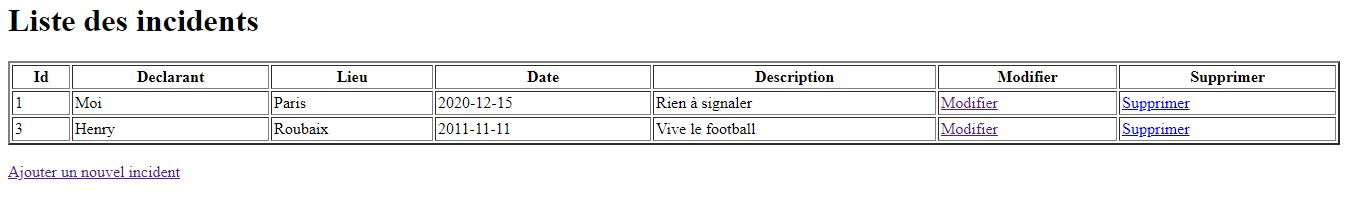 Liste des incidents
Id Declarant Lieu Date Description Modifier Supprimer
1 Moi Paris 2020-12-15 Rien à signaler Modifier Supprimer
3 Henry Roubaix 2011-11-11 Vive le football Modifier Supprimer
Ajouter un nouvel incident